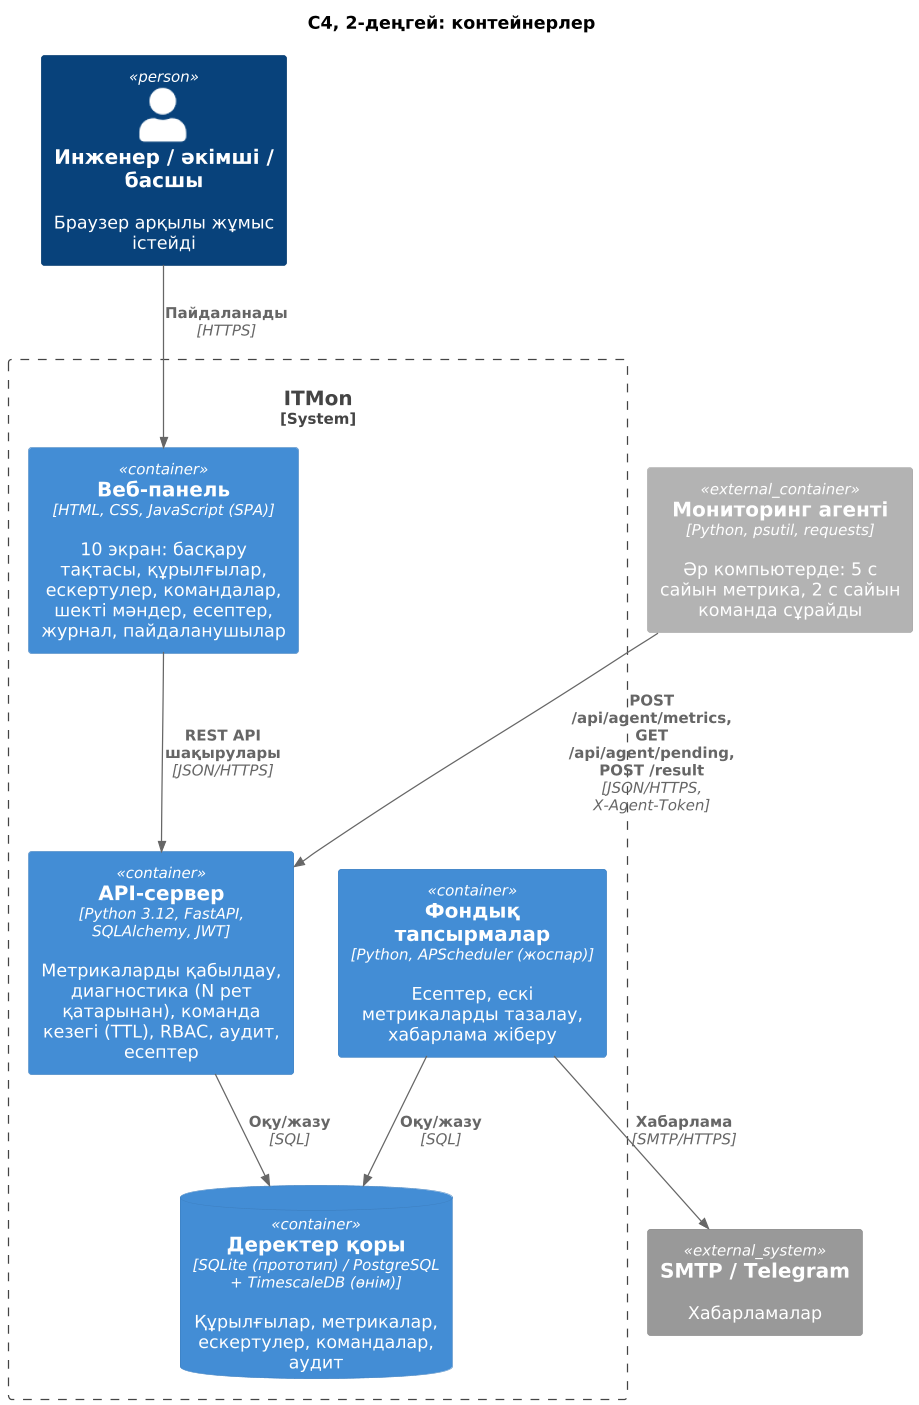 C4, 2-деңгей: контейнерлер
«person»
Инженер / әкімші /
басшы
Браузер арқылы жұмыс
істейді
Пайдаланады
[HTTPS]
ITMon
[System]
«container»
Веб-панель
[HTML, CSS, JavaScript (SPA)]
10 экран: басқару
тақтасы, құрылғылар,
ескертулер, командалар,
шекті мәндер, есептер,
журнал, пайдаланушылар
«external_container»
Мониторинг агенті
[Python, psutil, requests]
Әр компьютерде: 5 с
сайын метрика, 2 с сайын
команда сұрайды
REST API
шақырулары
[JSON/HTTPS]
POST
/api/agent/metrics,
GET
/api/agent/pending,
POST /result
[JSON/HTTPS,
X-Agent-Token]
«container»
API-сервер
[Python 3.12, FastAPI,
SQLAlchemy, JWT]
Метрикаларды қабылдау,
диагностика (N рет
қатарынан), команда
кезегі (TTL), RBAC, аудит,
есептер
«container»
Фондық
тапсырмалар
[Python, APScheduler (жоспар)]
Есептер, ескі
метрикаларды тазалау,
хабарлама жіберу
Оқу/жазу
[SQL]
Оқу/жазу
[SQL]
Хабарлама
[SMTP/HTTPS]
«container»
Деректер қоры
[SQLite (прототип) / PostgreSQL
+ TimescaleDB (өнім)]
Құрылғылар, метрикалар,
ескертулер, командалар,
аудит
«external_system»
SMTP / Telegram
Хабарламалар